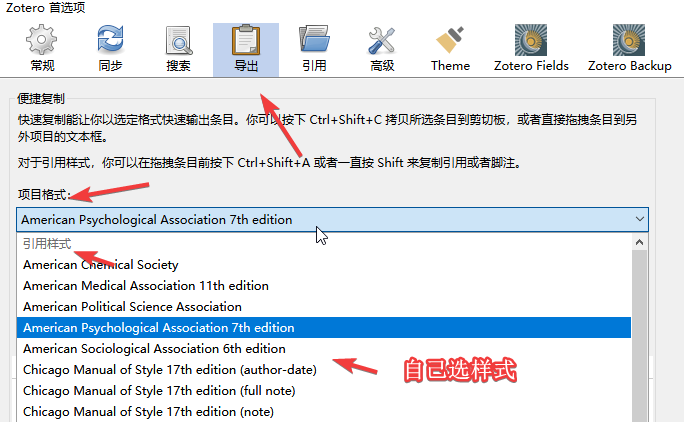 Zotero 首选项
常规 同步 搜索 导出 引用 高级 Theme Zotero Fields Zotero Backup
便捷复制
快速复制能让你以选定格式快速输出条目。你可以按下 Ctrl+Shift+C 拷贝所选条目到剪切板，或者直接拖拽条目到另
外项目的文本框。
对于引用样式，你可以在拖拽条目前按下 Ctrl+Shift+A 或者一直按 Shift 来复制引用或者脚注。
项目格式:
American Psychological Association 7th edition
引用样式
American Chemical Society
American Medical Association 11th edition
American Political Science Association
American Psychological Association 7th edition
American Sociological Association 6th edition
Chicago Manual of Style 17th edition (author-date)
自己选样式
Chicago Manual of Style 17th edition (full note)
Chicago Manual of Style 17th edition (note)